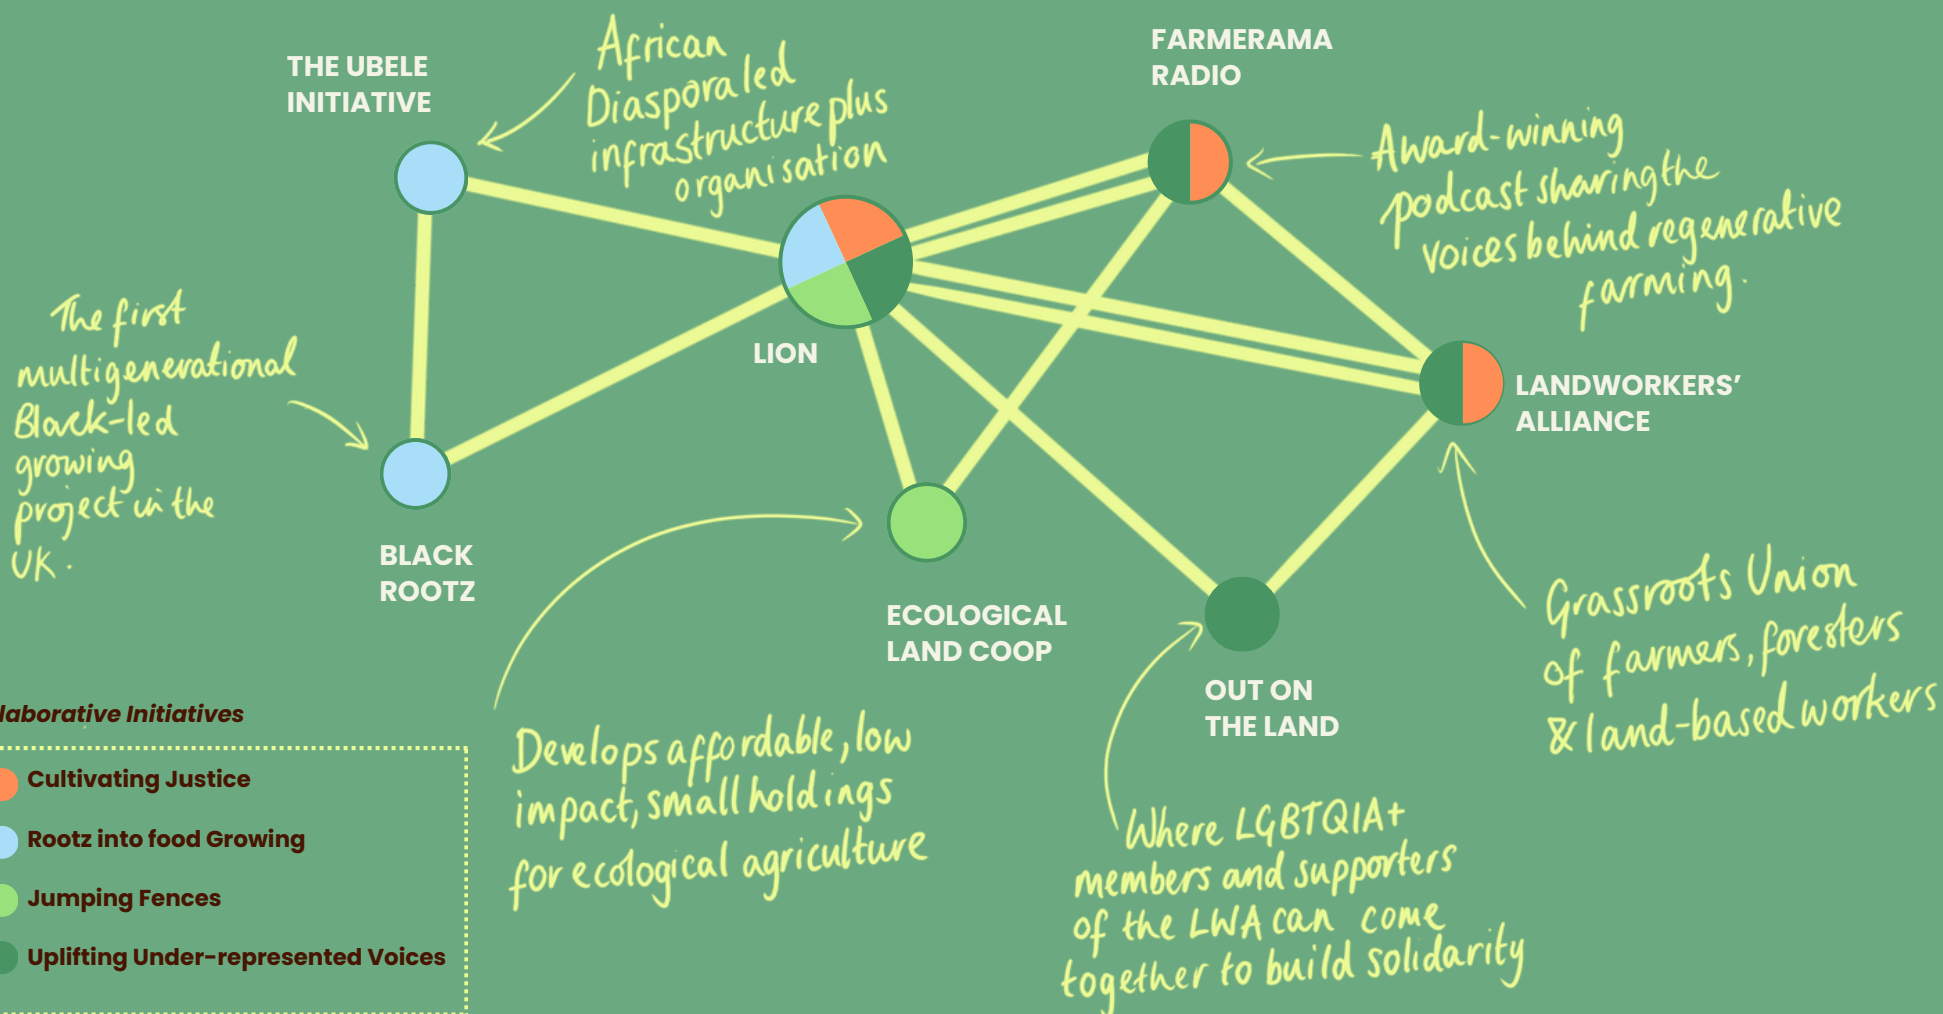 THE UBELE
INITIATIVE
African
Diaspora led
infrastructure plus
organisation
FARMERAMA
RADIO
Award-winning
podcast sharing the
voices behind regenerative
farming.
LION
The first
multigenerational
Black-led
growing
project in the
UK.
BLACK
ROOTZ
LANDWORKERS’
ALLIANCE
Grassroots Union
of farmers, foresters
& land-based workers
ECOLOGICAL
LAND COOP
Develops affordable, low
impact, small holdings
for ecological agriculture
OUT ON
THE LAND
Where LGBTQIA+
members and supporters
of the LWA can come
together to build solidarity
laborative Initiatives
Cultivating Justice
Rootz into food Growing
Jumping Fences
Uplifting Under-represented Voices